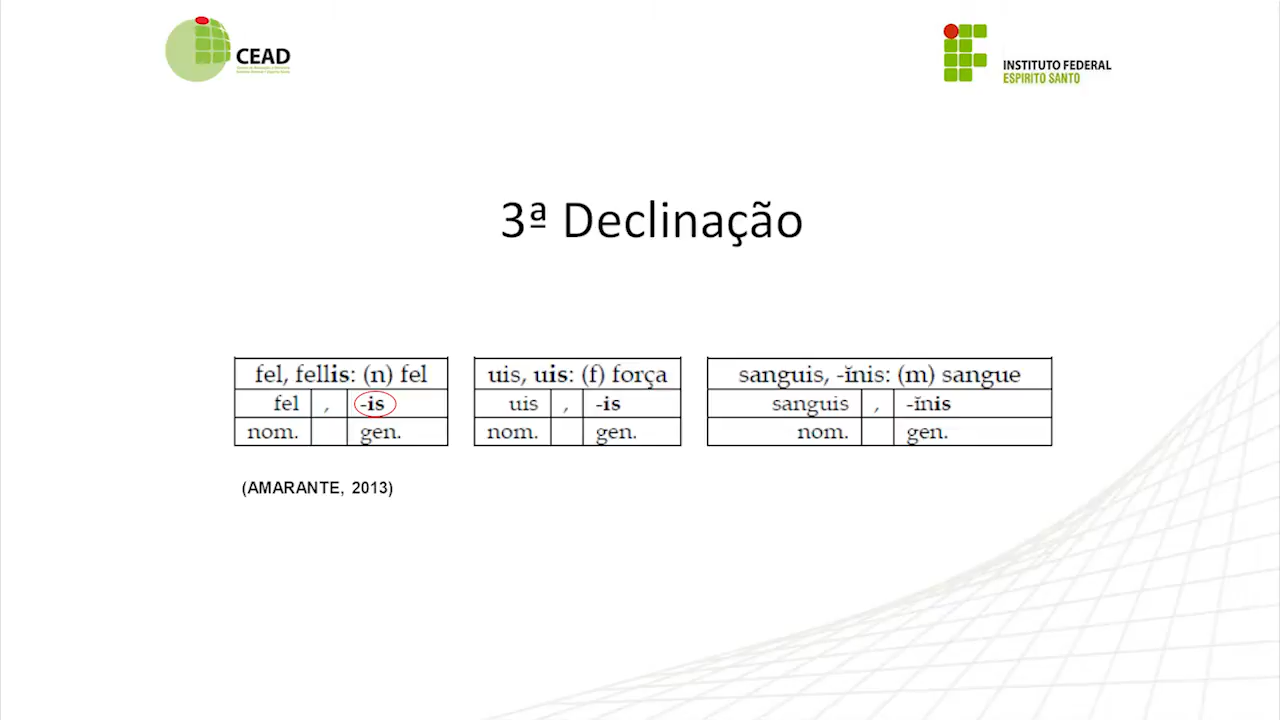 CEAD
INSTITUTO FEDERAL
ESPÍRITO SANTO
3ª Declinação
fel, fellis: (n) fel
fel , -is
nom. gen.
uis, uis: (f) força
uis , -is
nom. gen.
sanguis, -ĭnis: (m) sangue
sanguis , -ĭnis
nom. gen.
(AMARANTE, 2013)